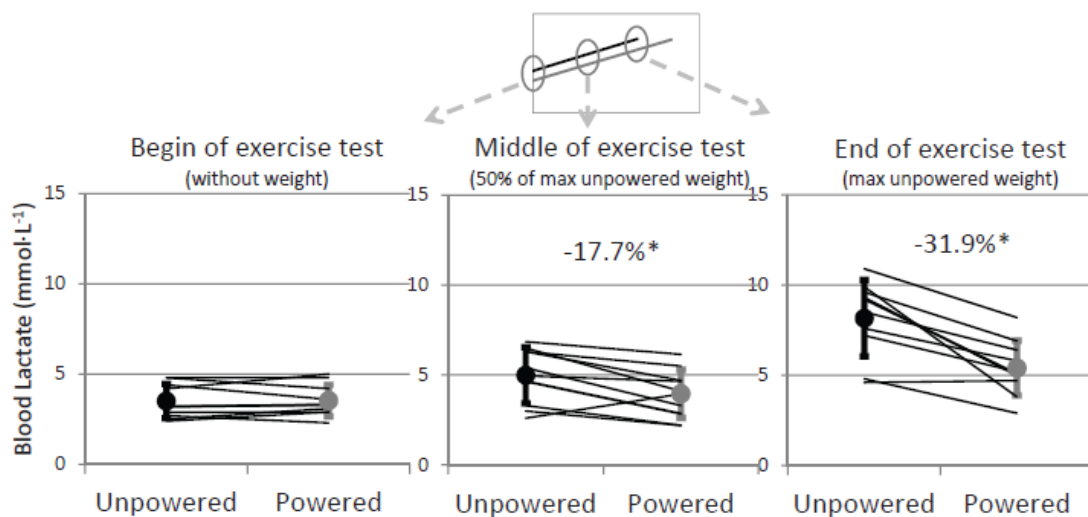 Begin of exercise test
(without weight)
Middle of exercise test
(50% of max unpowered weight)
End of exercise test
(max unpowered weight)
Blood Lactate (mmol·L⁻¹)
15
10
5
0
Unpowered Powered
15
10
5
0
-17.7%*
Unpowered Powered
15
10
5
0
-31.9%*
Unpowered Powered